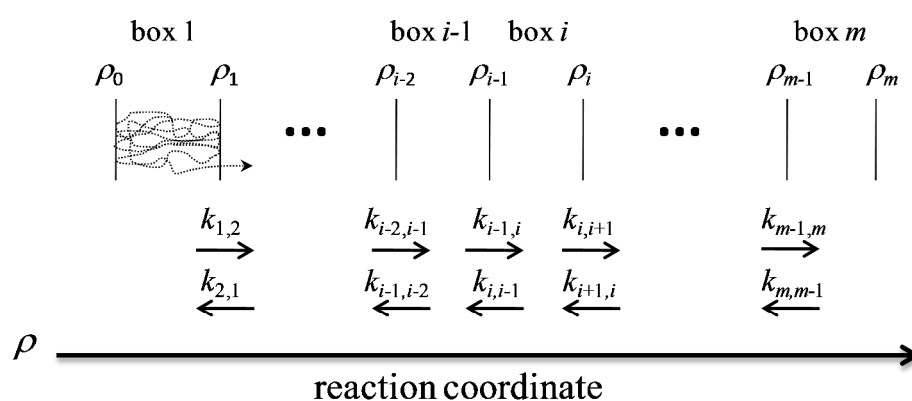 box 1 box i-1 box i box m
ρ0 ρ1 ρi-2 ρi-1 ρi ρm-1 ρm
... ...
k1,2 ki-2,i-1 ki-1,i ki,i+1 km-1,m
k2,1 ki-1,i-2 ki,i-1 ki+1,i km,m-1
ρ
reaction coordinate